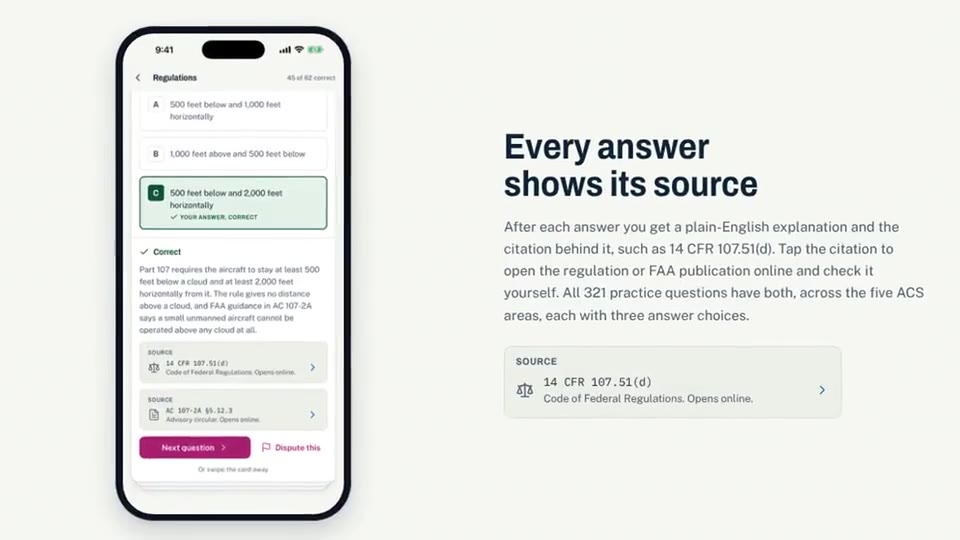 9:41
Regulations
45 of 62 correct
A
500 feet below and 1,000 feet
horizontally
B
1,000 feet above and 500 feet below
C
500 feet below and 2,000 feet
horizontally
YOUR ANSWER, CORRECT
Correct
Part 107 requires the aircraft to stay at least 500
feet below a cloud and at least 2,000 feet
horizontally from it. The rule gives no distance
above a cloud, and FAA guidance in AC 107-2A
says a small unmanned aircraft cannot be
operated above any cloud at all.
SOURCE
14 CFR 107.51(d)
Code of Federal Regulations. Opens online.
SOURCE
AC 107-2A §5.12.3
Advisory circular. Opens online.
Next question
Dispute this
Or swipe the card away
Every answer
shows its source
After each answer you get a plain-English explanation and the
citation behind it, such as 14 CFR 107.51(d). Tap the citation to
open the regulation or FAA publication online and check it
yourself. All 321 practice questions have both, across the five ACS
areas, each with three answer choices.
SOURCE
14 CFR 107.51(d)
Code of Federal Regulations. Opens online.